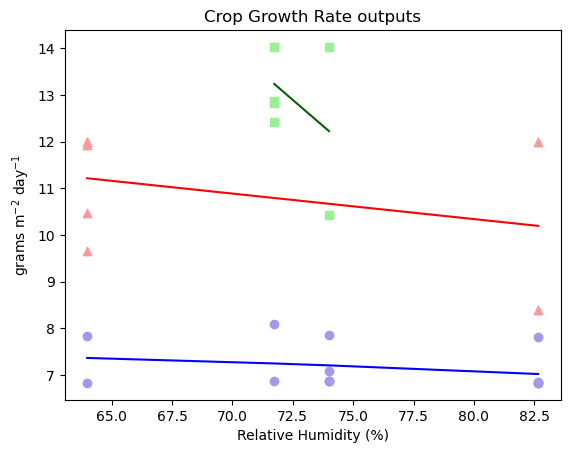 Crop Growth Rate outputs
grams m⁻² day⁻¹
14
13
12
11
10
9
8
7
65.0 67.5 70.0 72.5 75.0 77.5 80.0 82.5
Relative Humidity (%)